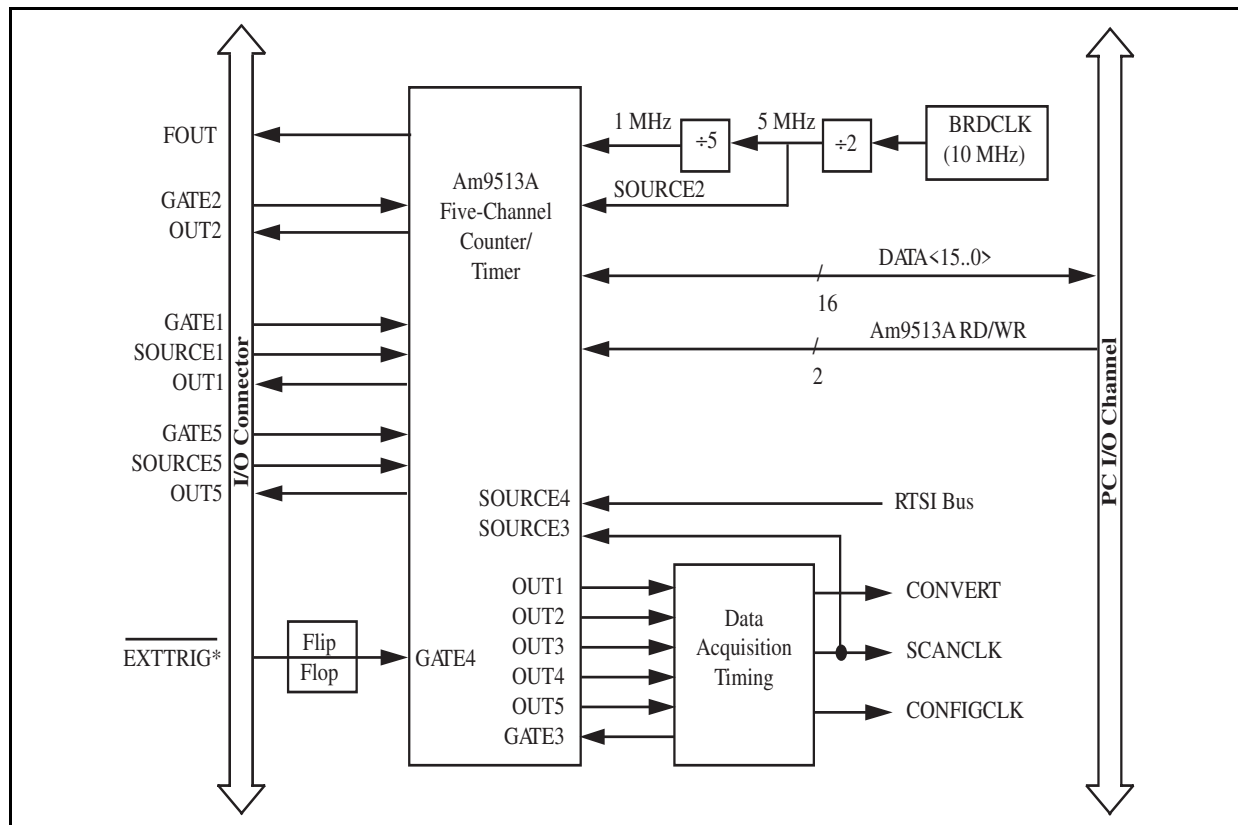 I/O Connector
FOUT
GATE2
OUT2
GATE1
SOURCE1
OUT1
GATE5
SOURCE5
OUT5
EXTTRIG*
Flip
Flop
Am9513A
Five-Channel
Counter/
Timer
GATE4
SOURCE4
SOURCE3
OUT1
OUT2
OUT3
OUT4
OUT5
GATE3
1 MHz
÷5
5 MHz
÷2
BRDCLK
(10 MHz)
SOURCE2
DATA<15..0>
16
Am9513A RD/WR
2
RTSI Bus
Data
Acquisition
Timing
CONVERT
SCANCLK
CONFIGCLK
PC I/O Channel